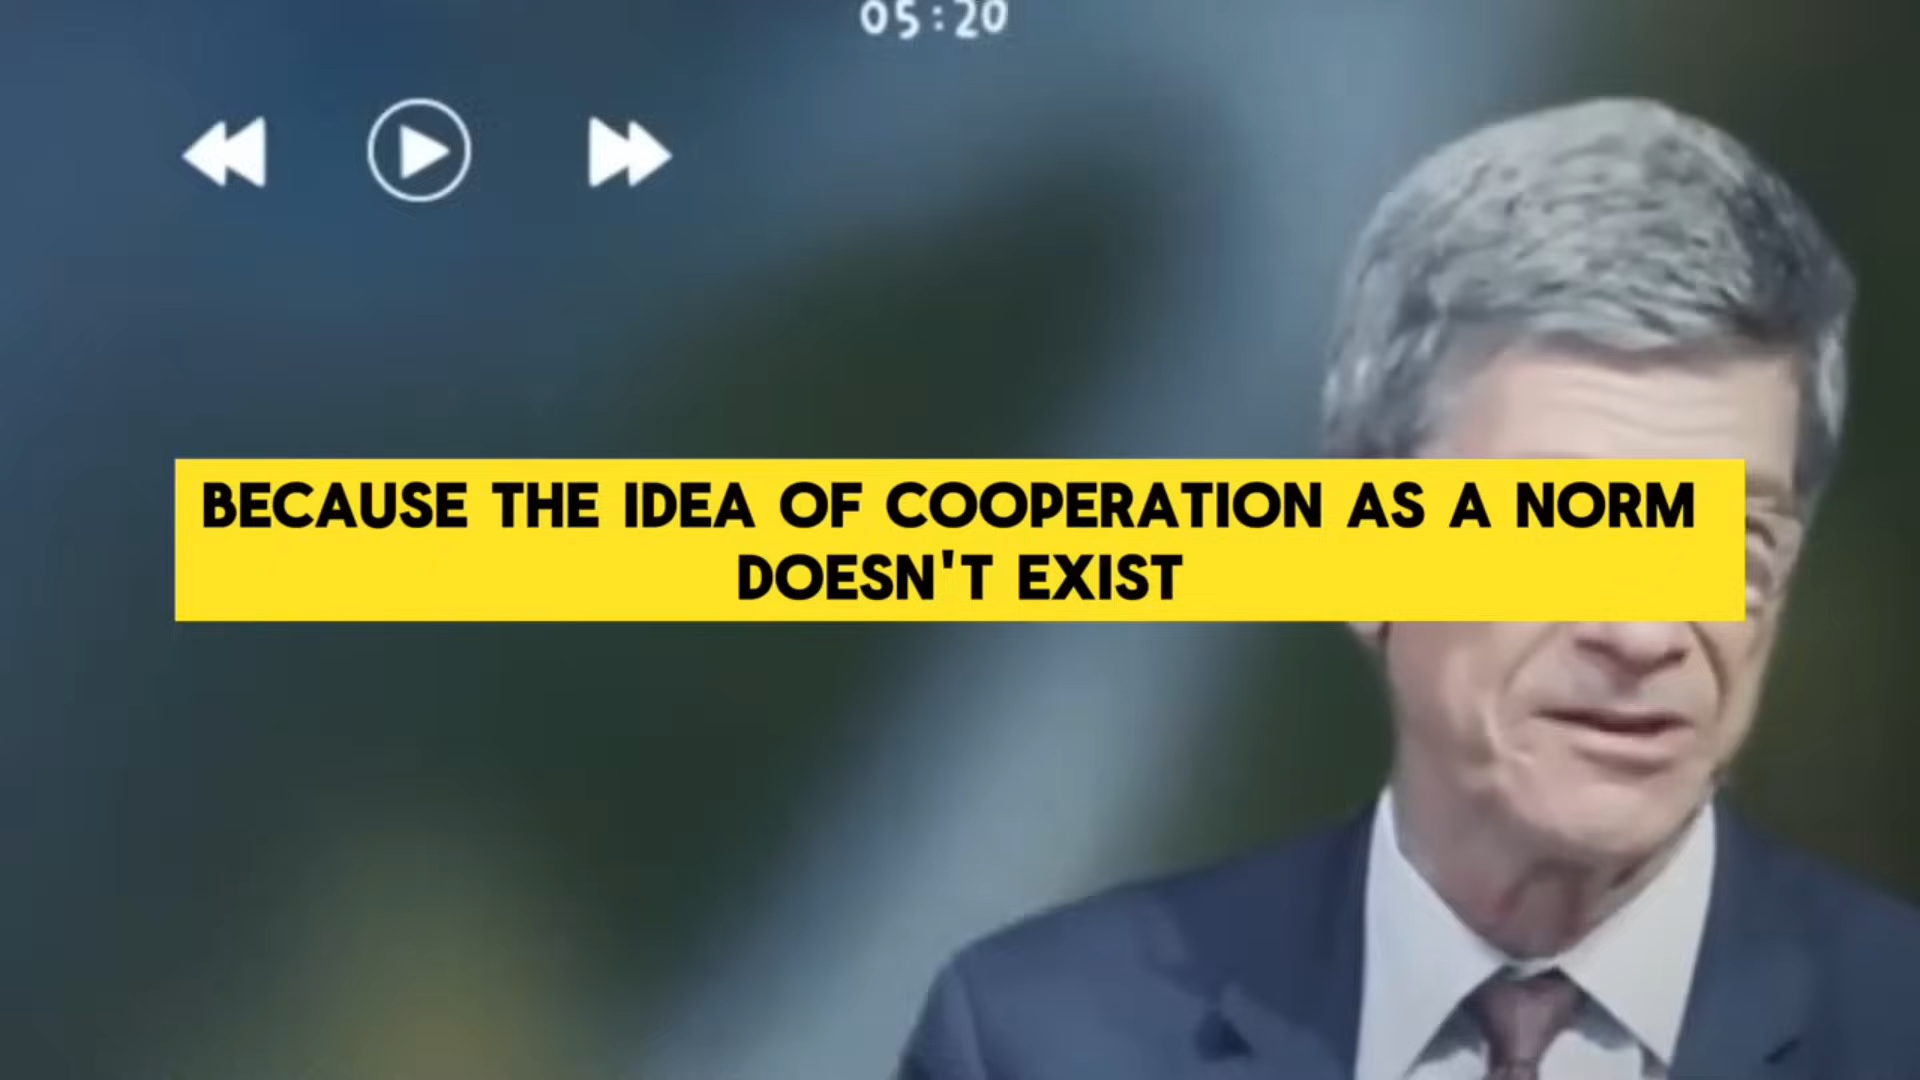 05:20
BECAUSE THE IDEA OF COOPERATION AS A NORM
DOESN'T EXIST